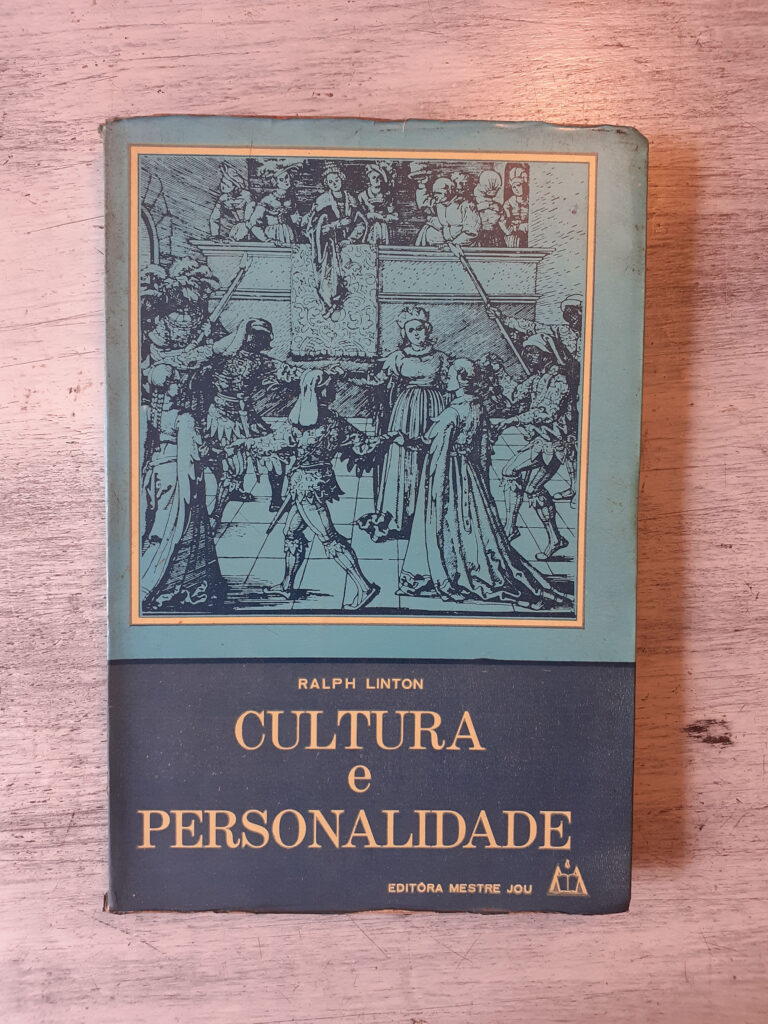 RALPH LINTON
CULTURA
e
PERSONALIDADE
EDITÔRA MESTRE JOU